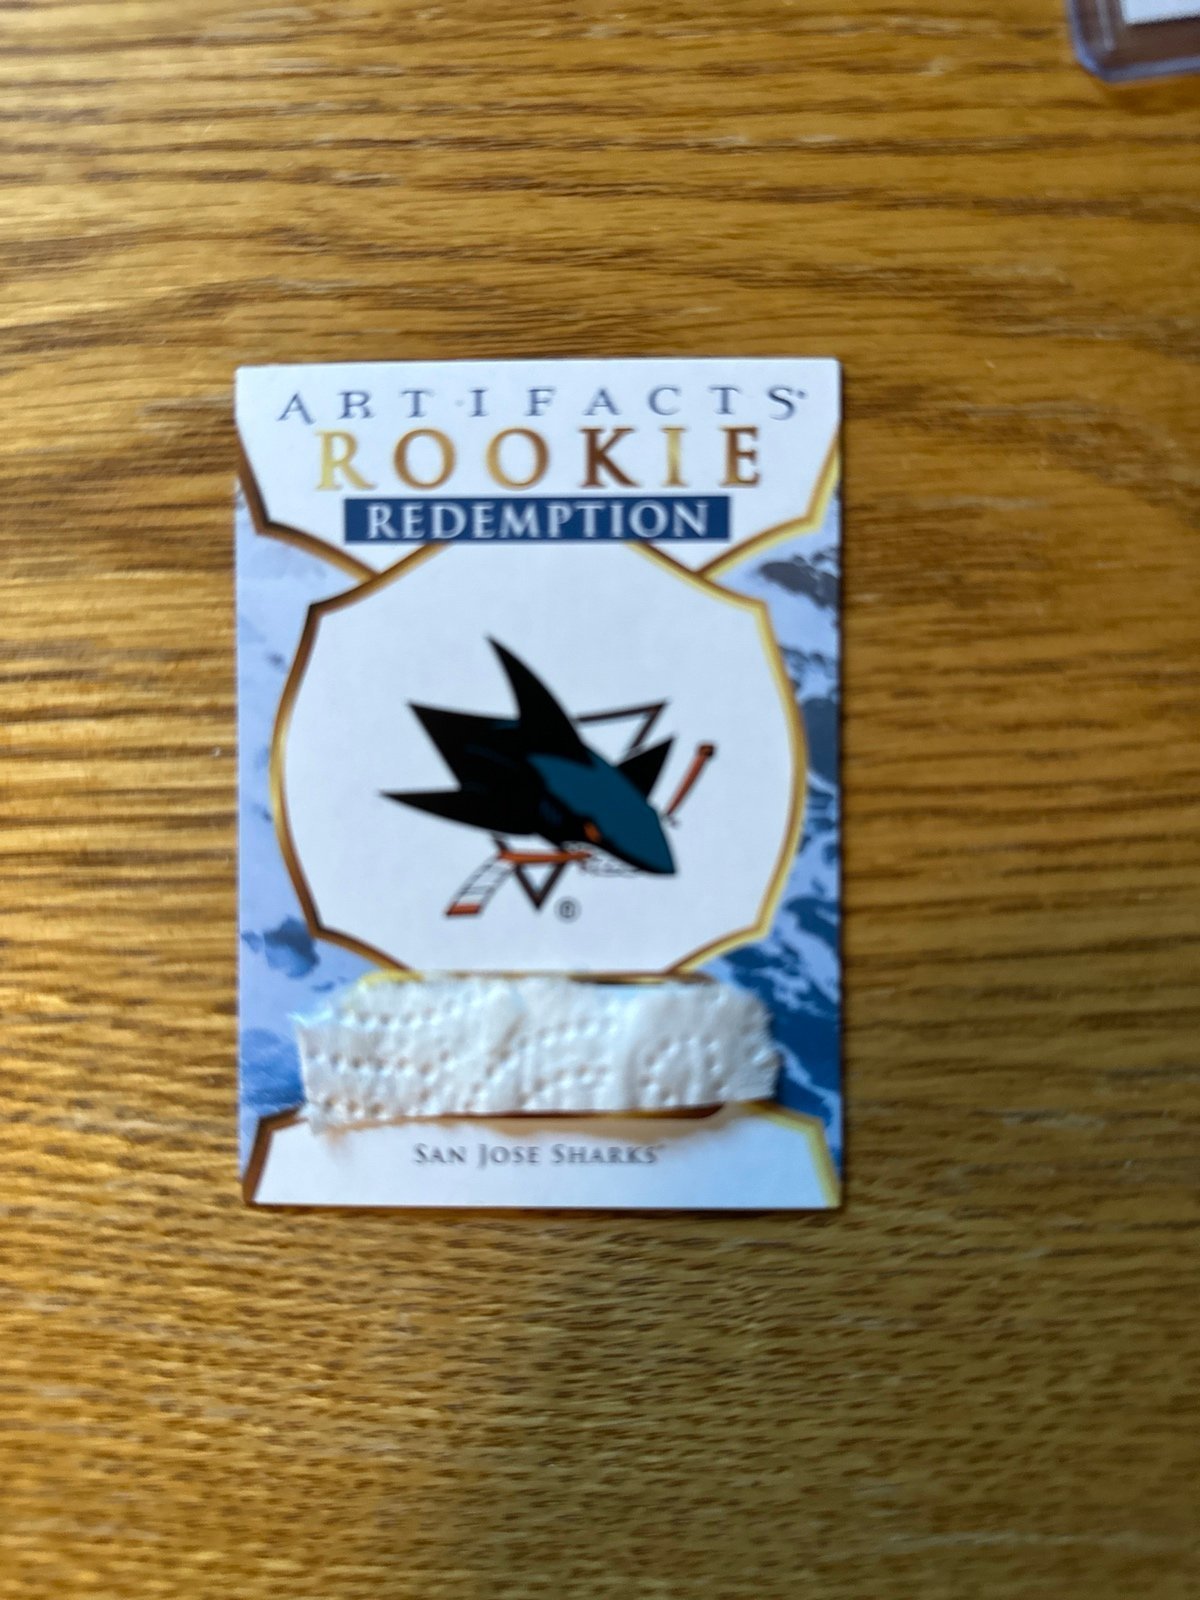 ARTIFACTS
ROOKIE
REDEMPTION
®
SAN JOSE SHARKS